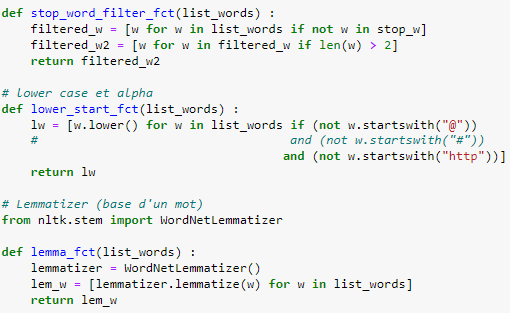 def stop_word_filter_fct(list_words) :
    filtered_w = [w for w in list_words if not w in stop_w]
    filtered_w2 = [w for w in filtered_w if len(w) > 2]
    return filtered_w2

# lower case et alpha
def lower_start_fct(list_words) :
    lw = [w.lower() for w in list_words if (not w.startswith("@"))
    #                                   and (not w.startswith("#"))
                                       and (not w.startswith("http"))]
    return lw

# Lemmatizer (base d'un mot)
from nltk.stem import WordNetLemmatizer

def lemma_fct(list_words) :
    lemmatizer = WordNetLemmatizer()
    lem_w = [lemmatizer.lemmatize(w) for w in list_words]
    return lem_w